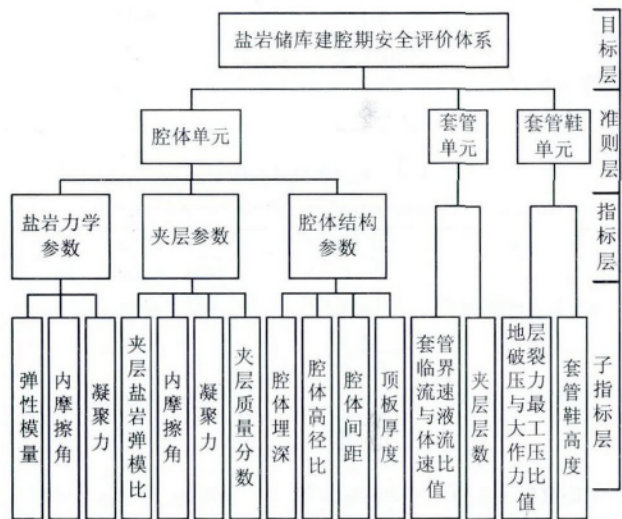 盐岩储库建腔期安全评价体系
目标层
腔体单元
套管
单元
套管鞋
单元
准则层
盐岩力学
参数
夹层参数
腔体结构
参数
指标层
弹性模量
内摩擦角
凝聚力
夹层盐岩弹模比
内摩擦角
凝聚力
夹层质量分数
腔体埋深
腔体高径比
腔体间距
顶板厚度
套管临界流速与液体流速比值
夹层层数
地层破裂压力与最大工作压力比值
套管鞋高度
子指标层